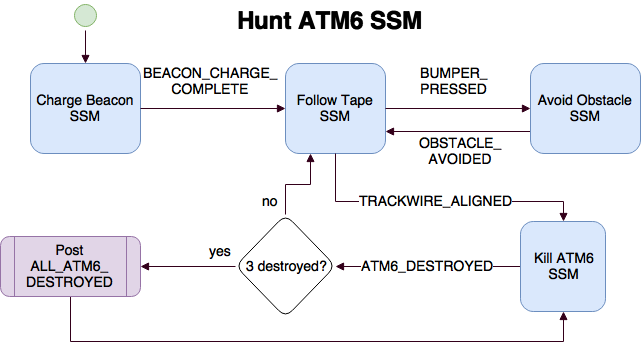 Hunt ATM6 SSM
BEACON_CHARGE_
COMPLETE
BUMPER_
PRESSED
Charge Beacon
SSM
Follow Tape
SSM
Avoid Obstacle
SSM
OBSTACLE_
AVOIDED
no
TRACKWIRE_ALIGNED
Post
ALL_ATM6_
DESTROYED
yes
3 destroyed?
ATM6_DESTROYED
Kill ATM6
SSM